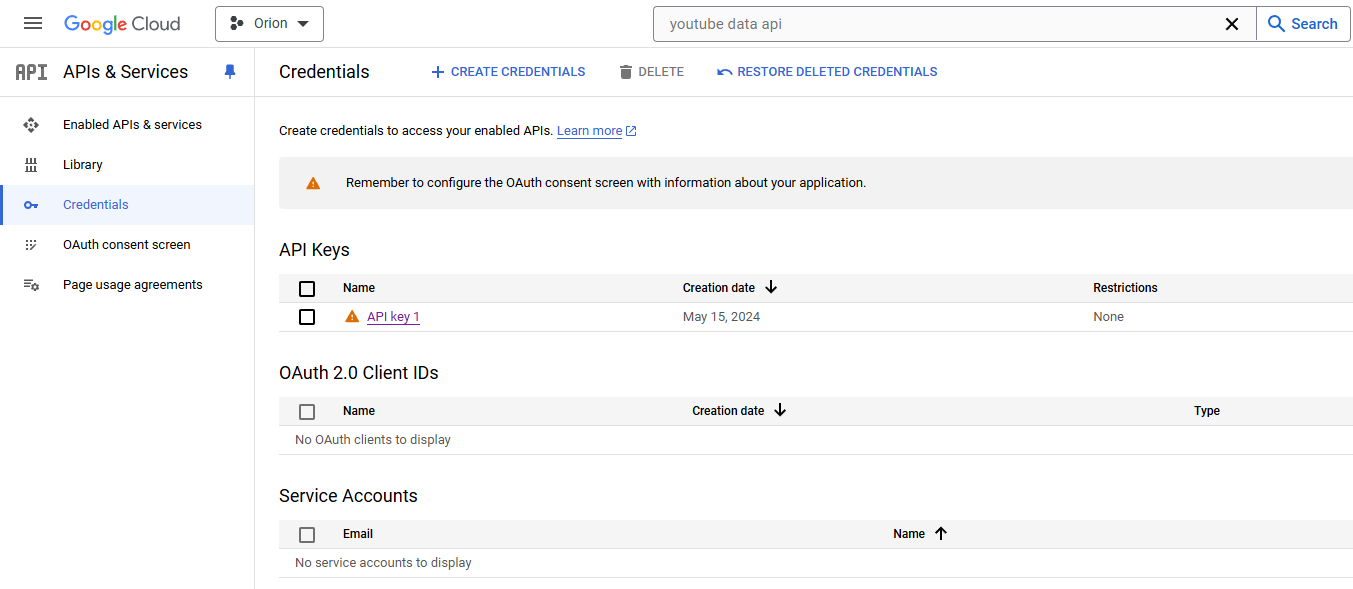 Google Cloud Orion youtube data api Search
API APIs & Services Credentials CREATE CREDENTIALS DELETE RESTORE DELETED CREDENTIALS
Enabled APIs & services
Library
Credentials
OAuth consent screen
Page usage agreements
Create credentials to access your enabled APIs. Learn more
Remember to configure the OAuth consent screen with information about your application.
API Keys
Name Creation date Restrictions
API key 1 May 15, 2024 None
OAuth 2.0 Client IDs
Name Creation date Type
No OAuth clients to display
Service Accounts
Email Name
No service accounts to display